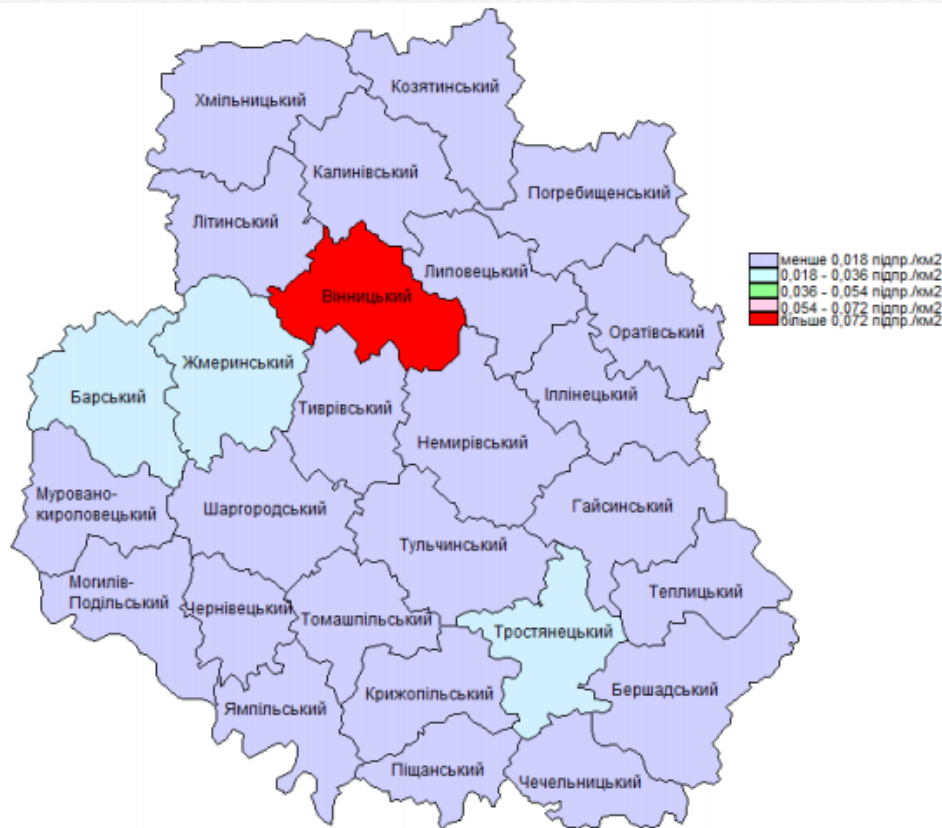 Козятинський
Хмільницький
Калинівський
Погребищенський
Літинський
Липовецький
менше 0,018 підпр./км2
0,018 - 0,036 підпр./км2
0,036 - 0,054 підпр./км2
0,054 - 0,072 підпр./км2
більше 0,072 підпр./км2
Вінницький
Оратівський
Жмеринський
Барський
Тиврівський
Іллінецький
Немирівський
Муровано-
кироловецький
Шаргородський
Гайсинський
Тульчинський
Могилів-
Подільський
Чернівецький
Томашпільський
Теплицький
Тростянецький
Крижопільський
Бершадський
Ямпільський
Піщанський
Чечельницький